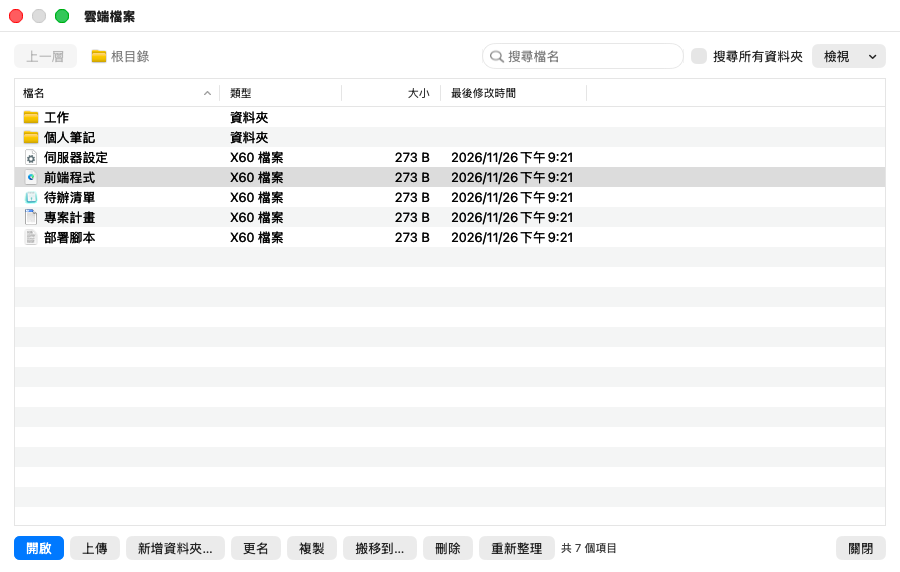 雲端檔案
上一層 根目錄 搜尋檔名 搜尋所有資料夾 檢視
檔名 類型 大小 最後修改時間
工作 資料夾
個人筆記 資料夾
伺服器設定 X60 檔案 273 B 2026/11/26 下午 9:21
前端程式 X60 檔案 273 B 2026/11/26 下午 9:21
待辦清單 X60 檔案 273 B 2026/11/26 下午 9:21
專案計畫 X60 檔案 273 B 2026/11/26 下午 9:21
部署腳本 X60 檔案 273 B 2026/11/26 下午 9:21
開啟 上傳 新增資料夾... 更名 複製 搬移到... 刪除 重新整理 共 7 個項目 關閉